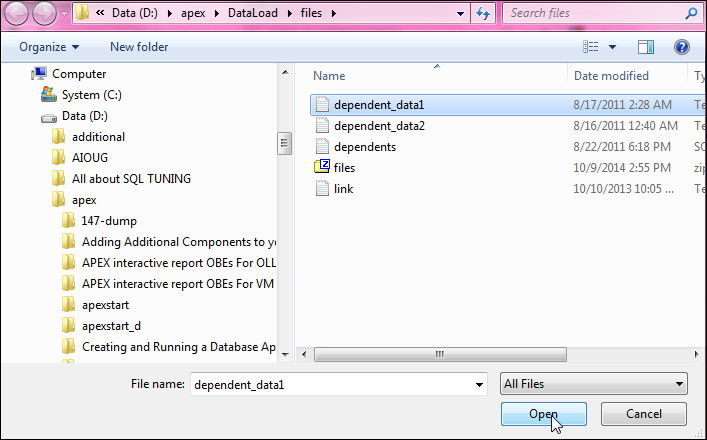 Data (D:) ▸ apex ▸ DataLoad ▸ files ▸
Search files
Organize
New folder
Computer
System (C:)
Data (D:)
additional
AIOUG
All about SQL TUNING
apex
147-dump
Adding Additional Components to yo
APEX interactive report OBEs For OLL
APEX interactive report OBEs For VM
apexstart
apexstart_d
Creating and Running a Database Ap
Name Date modified Ty
dependent_data1 8/17/2011 2:28 AM Te
dependent_data2 8/16/2011 12:40 AM Te
dependents 8/22/2011 6:18 PM SQ
files 10/9/2014 2:55 PM zip
link 10/10/2013 10:05 ... Te
File name: dependent_data1 All Files
Open Cancel